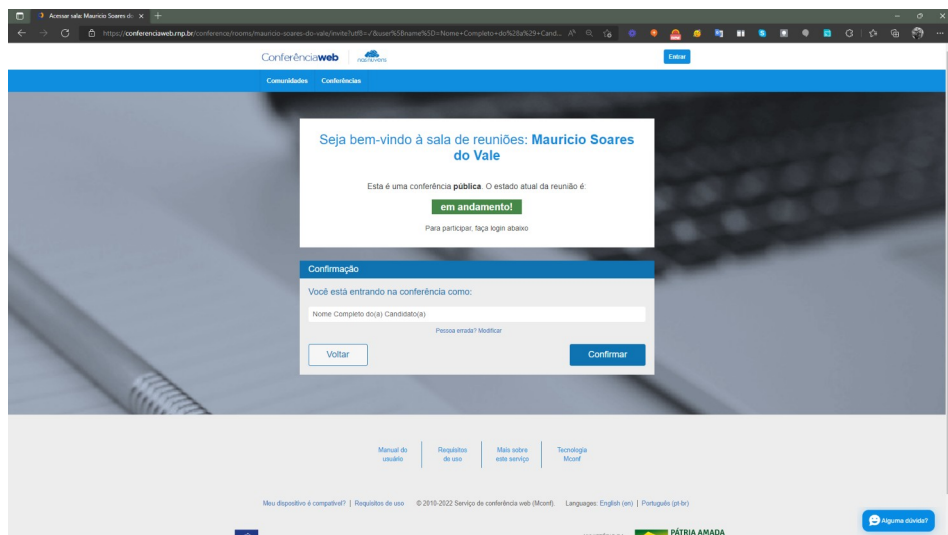 Acessar sala: Mauricio Soares do
https://conferenciaweb.rnp.br/conference/rooms/mauricio-soares-do-vale/invite?utf8=✓&user%5Bname%5D=Nome+Completo+do%28a%29+Cand...
Conferênciaweb
nasnuvens
Entrar
Comunidades Conferências
Seja bem-vindo à sala de reuniões: Mauricio Soares
do Vale
Esta é uma conferência pública. O estado atual da reunião é:
em andamento!
Para participar, faça login abaixo
Confirmação
Você está entrando na conferência como:
Nome Completo do(a) Candidato(a)
Pessoa errada? Modificar
Voltar Confirmar
Manual do usuário
Requisitos de uso
Mais sobre este serviço
Tecnologia Mconf
Meu dispositivo é compatível? | Requisitos de uso © 2010-2022 Serviço de conferência web (Mconf) Languages: English (en) | Português (pt-br)
Alguma dúvida?
PÁTRIA AMADA